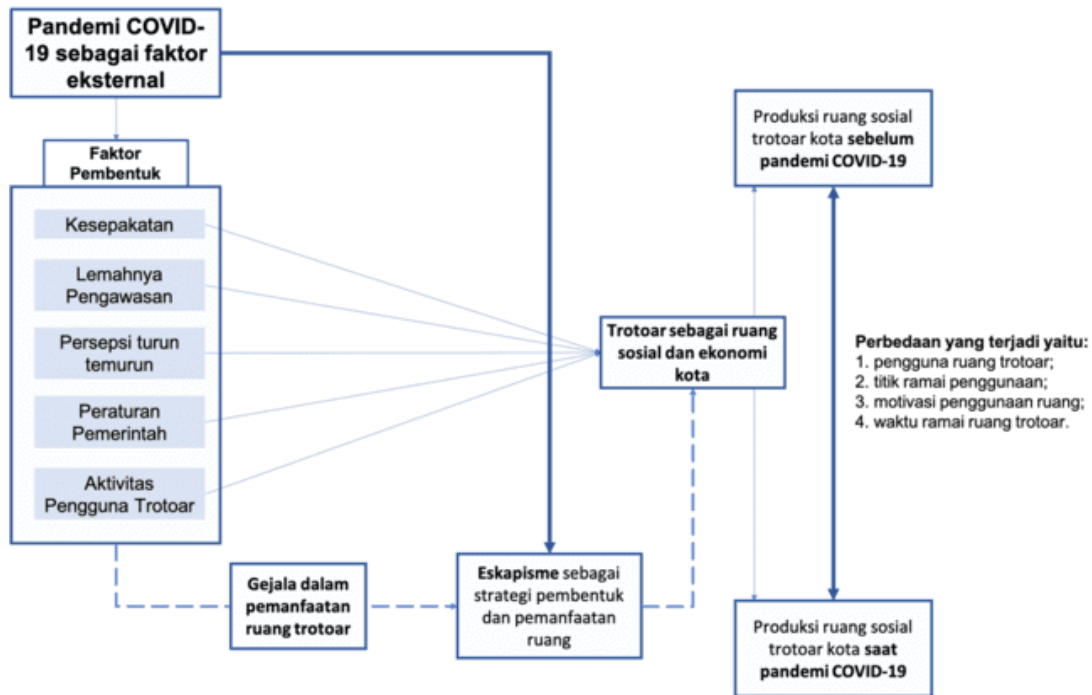 Pandemi COVID-
19 sebagai faktor
eksternal
Faktor
Pembentuk
Kesepakatan
Lemahnya
Pengawasan
Persepsi turun
temurun
Peraturan
Pemerintah
Aktivitas
Pengguna Trotoar
Gejala dalam
pemanfaatan
ruang trotoar
Eskapisme sebagai
strategi pembentuk
dan pemanfaatan
ruang
Trotoar sebagai ruang
sosial dan ekonomi
kota
Produksi ruang sosial
trotoar kota sebelum
pandemi COVID-19
Perbedaan yang terjadi yaitu:
1. pengguna ruang trotoar;
2. titik ramai penggunaan;
3. motivasi penggunaan ruang;
4. waktu ramai ruang trotoar.
Produksi ruang sosial
trotoar kota saat
pandemi COVID-19